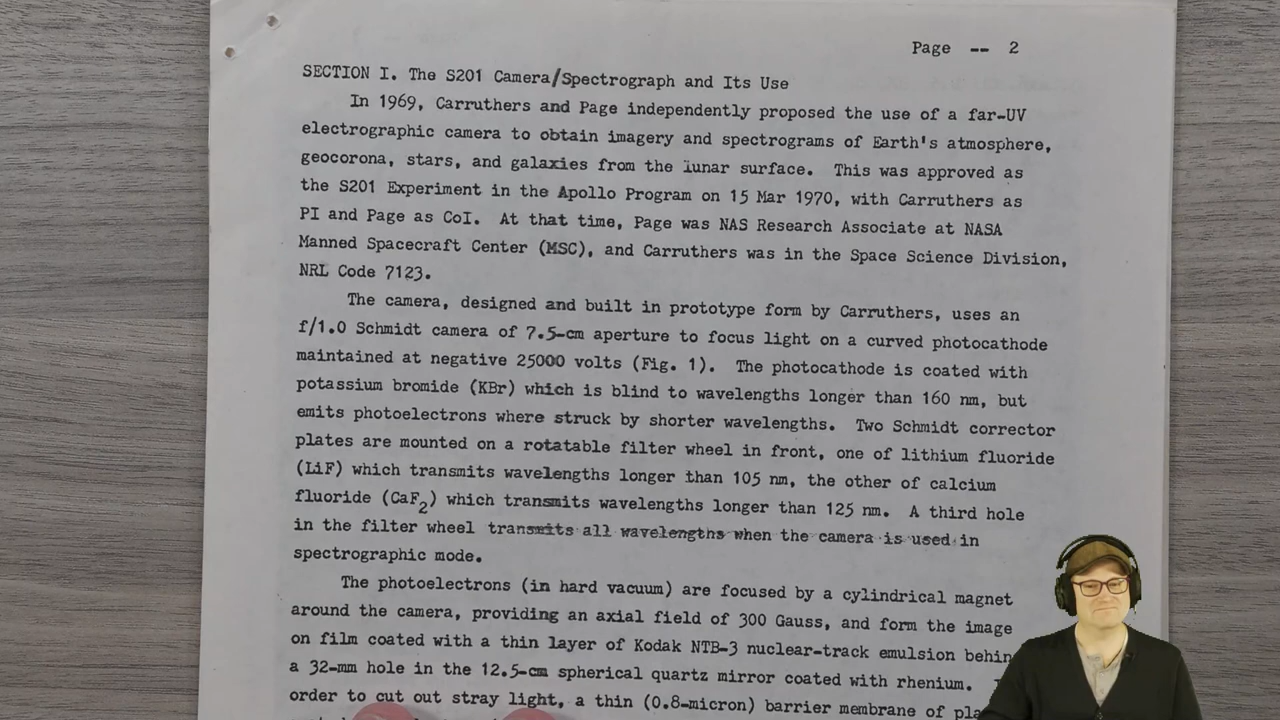 Page -- 2
SECTION I. The S201 Camera/Spectrograph and Its Use
In 1969, Carruthers and Page independently proposed the use of a far-UV
electrographic camera to obtain imagery and spectrograms of Earth's atmosphere,
geocorona, stars, and galaxies from the lunar surface. This was approved as
the S201 Experiment in the Apollo Program on 15 Mar 1970, with Carruthers as
PI and Page as CoI. At that time, Page was NAS Research Associate at NASA
Manned Spacecraft Center (MSC), and Carruthers was in the Space Science Division,
NRL Code 7123.
The camera, designed and built in prototype form by Carruthers, uses an
f/1.0 Schmidt camera of 7.5-cm aperture to focus light on a curved photocathode
maintained at negative 25000 volts (Fig. 1). The photocathode is coated with
potassium bromide (KBr) which is blind to wavelengths longer than 160 nm, but
emits photoelectrons where struck by shorter wavelengths. Two Schmidt corrector
plates are mounted on a rotatable filter wheel in front, one of lithium fluoride
(LiF) which transmits wavelengths longer than 105 nm, the other of calcium
fluoride (CaF2) which transmits wavelengths longer than 125 nm. A third hole
in the filter wheel transmits all wavelengths when the camera is used in
spectrographic mode.
The photoelectrons (in hard vacuum) are focused by a cylindrical magnet
around the camera, providing an axial field of 300 Gauss, and form the image
on film coated with a thin layer of Kodak NTB-3 nuclear-track emulsion behin
a 32-mm hole in the 12.5-cm spherical quartz mirror coated with rhenium.
order to cut out stray light, a thin (0.8-micron) barrier membrane of pla